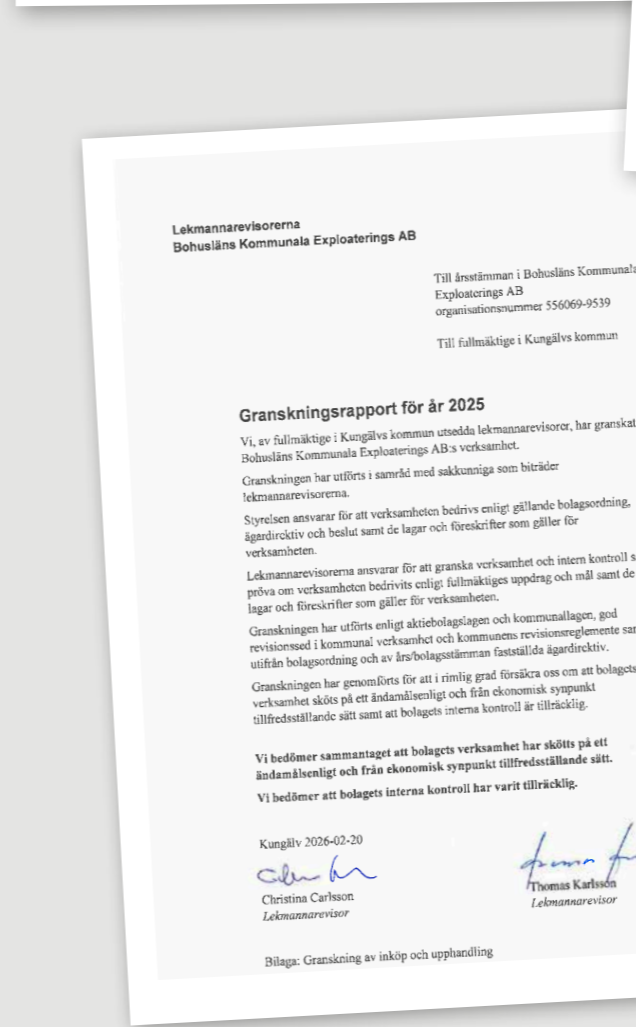 Lekmannarevisorerna
Bohusläns Kommunala Exploaterings AB
Till årsstämman i Bohusläns Kommunala
Exploaterings AB
organisationsnummer 556069-9539
Till fullmäktige i Kungälvs kommun
Granskningsrapport för år 2025
Vi, av fullmäktige i Kungälvs kommun utsedda lekmannarevisorer, har granskat
Bohusläns Kommunala Exploaterings AB:s verksamhet.
Granskningen har utförts i samråd med sakkunniga som biträder
lekmannarevisorerna.
Styrelsen ansvarar för att verksamheten bedrivs enligt gällande bolagsordning,
ägardirektiv och beslut samt de lagar och föreskrifter som gäller för
verksamheten.
Lekmannarevisorerna ansvarar för att granska verksamhet och intern kontroll
pröva om verksamheten bedrivits enligt fullmäktiges uppdrag och mål samt de
lagar och föreskrifter som gäller för verksamheten.
Granskningen har utförts enligt aktiebolagslagen och kommunallagen, god
revisionssed i kommunal verksamhet och kommunens revisionsreglemente
utifrån bolagsordning och av års/bolagsstämman fastställda ägardirektiv.
Granskningen har genomförts för att i rimlig grad försäkra oss om att bolagets
verksamhet sköts på ett ändamålsenligt och från ekonomisk synpunkt
tillfredsställande sätt samt att bolagets interna kontroll är tillräcklig.
Vi bedömer sammantaget att bolagets verksamhet har skötts på ett
ändamålsenligt och från ekonomisk synpunkt tillfredsställande sätt.
Vi bedömer att bolagets interna kontroll har varit tillräcklig.
Kungälv 2026-02-20
Christina Carlsson
Lekmannarevisor
Thomas Karlsson
Lekmannarevisor
Bilaga: Granskning av inköp och upphandling